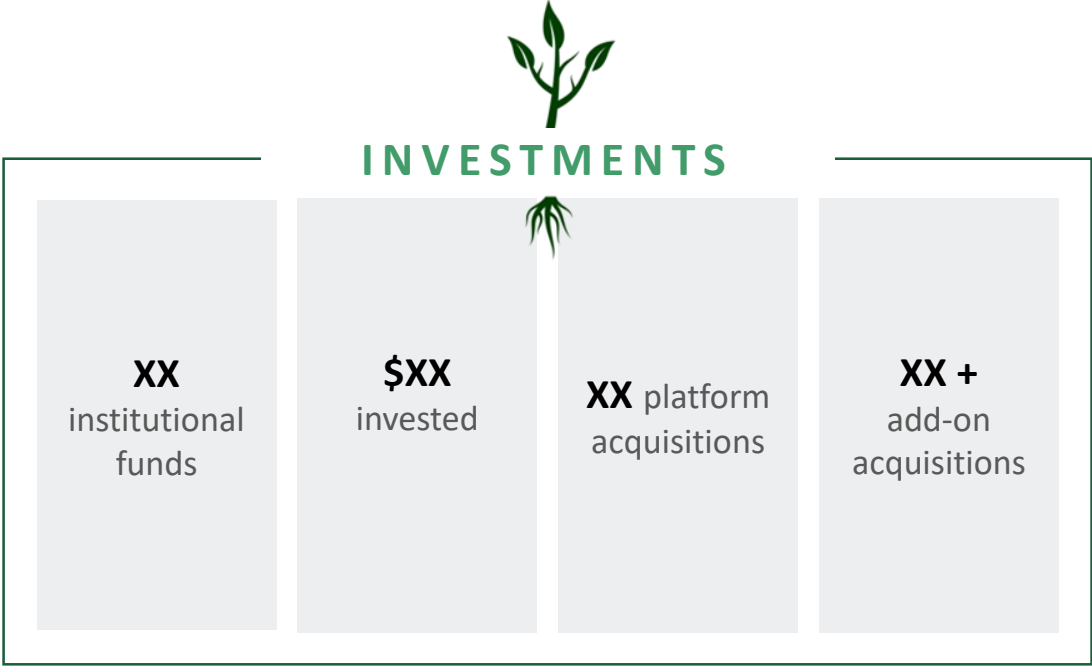 INVESTMENTS
XX
institutional
funds
$XX
invested
XX platform
acquisitions
XX +
add-on
acquisitions